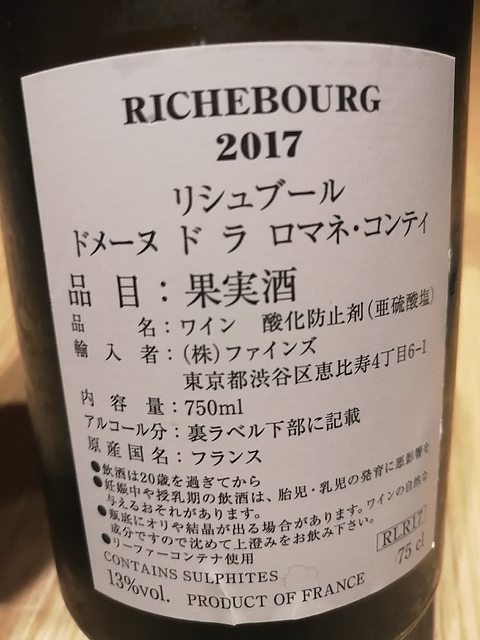 RICHEBOURG
2017
リシュブール
ドメーヌ ド ラ ロマネ・コンティ
品 目：果実酒
品 名：ワイン 酸化防止剤(亜硫酸塩)
輸 入 者：(株)ファインズ
東京都渋谷区恵比寿4丁目6-1
内 容 量：750ml
アルコール分：裏ラベル下部に記載
原 産 国 名：フランス
●飲酒は20歳を過ぎてから
●妊娠中や授乳期の飲酒は、胎児・乳児の発育に悪影響を
与えるおそれがあります。
●瓶底にオリや結晶が出る場合があります。ワインの自然な
成分ですので沈めて上澄みをお飲み下さい。
●リーファーコンテナ使用
RLR17
CONTAINS SULPHITES
75 cl
13%vol. PRODUCT OF FRANCE